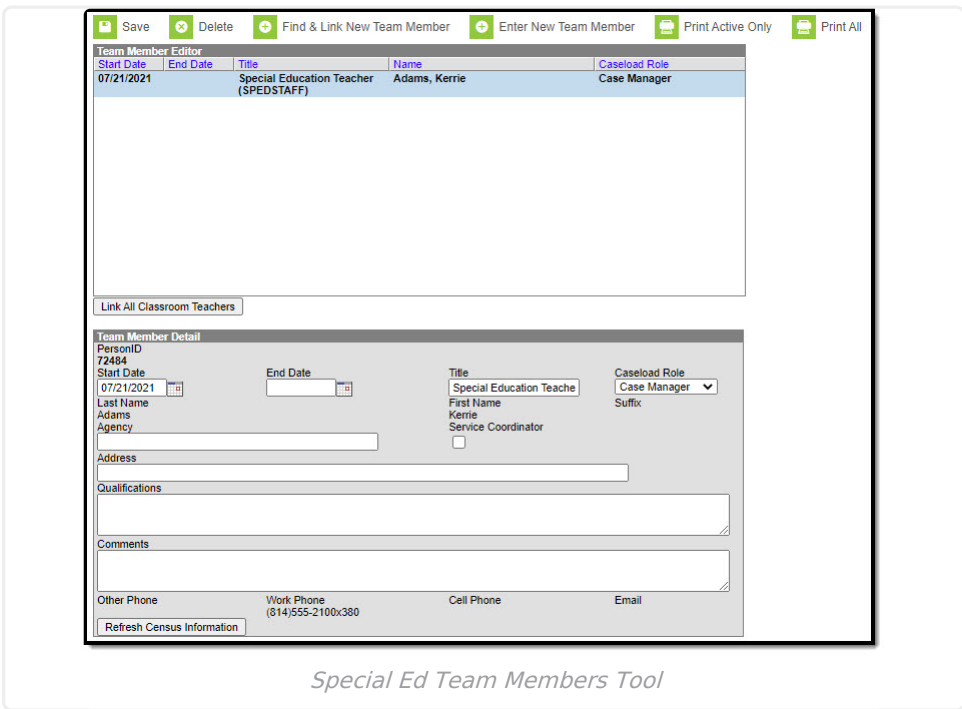 Save Delete Find & Link New Team Member Enter New Team Member Print Active Only Print All
Team Member Editor
Start Date End Date Title Name Caseload Role
07/21/2021 Special Education Teacher Adams, Kerrie Case Manager
(SPEDSTAFF)
Link All Classroom Teachers
Team Member Detail
PersonID
72484
Start Date End Date Title Caseload Role
07/21/2021 Special Education Teache Case Manager
Last Name First Name Suffix
Adams Kerrie
Agency Service Coordinator
Address
Qualifications
Comments
Other Phone Work Phone Cell Phone Email
(814)555-2100x380
Refresh Census Information
Special Ed Team Members Tool